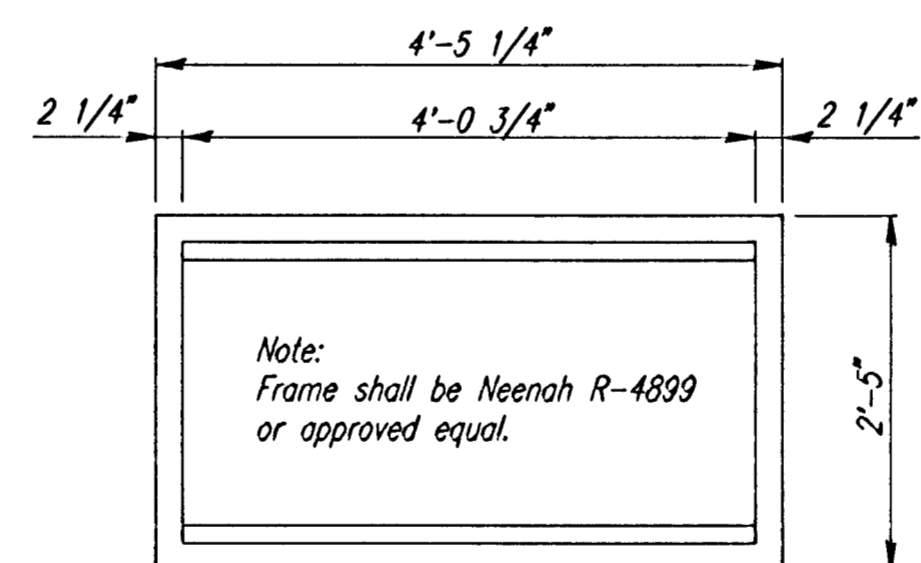 4'-5 1/4"
2 1/4" 4'-0 3/4" 2 1/4"
Note:
Frame shall be Neenah R-4899
or approved equal.
2'-5"